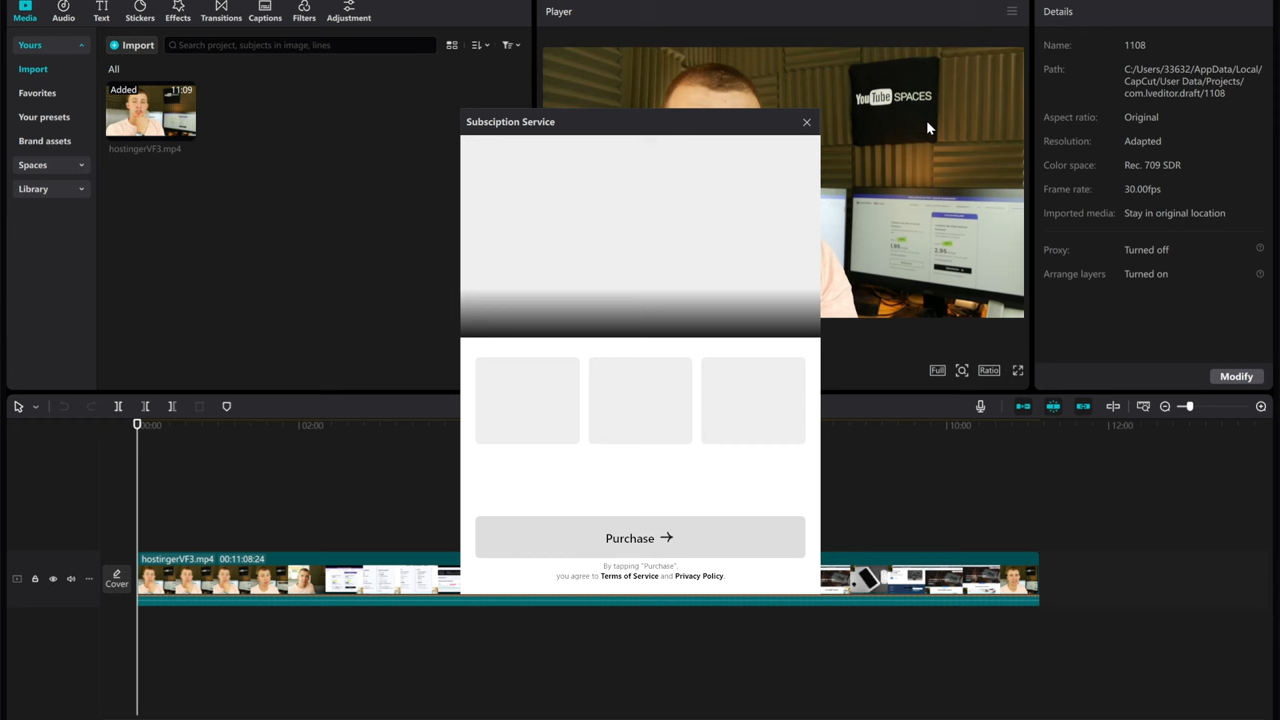 Media
Audio
Text
Stickers
Effects
Transitions
Captions
Filters
Adjustment
Player
Details
Yours
Import
Search project, subjects in image, lines
Import
Favorites
Your presets
Brand assets
Spaces
Library
All
Added
11:09
hostingerVF3.mp4
YouTube SPACES
Name:
1108
Path:
C:/Users/33632/AppData/Local/
CapCut/User Data/Projects/
com.lveditor.draft/1108
Aspect ratio:
Original
Resolution:
Adapted
Color space:
Rec. 709 SDR
Frame rate:
30.00fps
Imported media:
Stay in original location
Proxy:
Turned off
Arrange layers
Turned on
Full
Ratio
Modify
Subsciption Service
Purchase →
By tapping "Purchase",
you agree to Terms of Service and Privacy Policy.
00:00
02:00
10:00
12:00
Cover
hostingerVF3.mp4 00:11:08:24